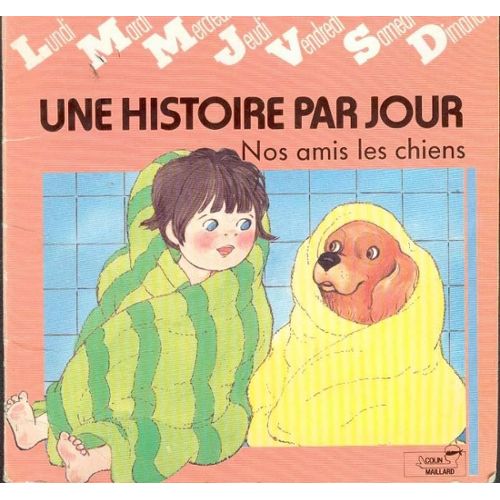 Lundi Mardi Mercredi Jeudi Vendredi Samedi Dimanche
UNE HISTOIRE PAR JOUR
Nos amis les chiens
COLIN
MAILLARD